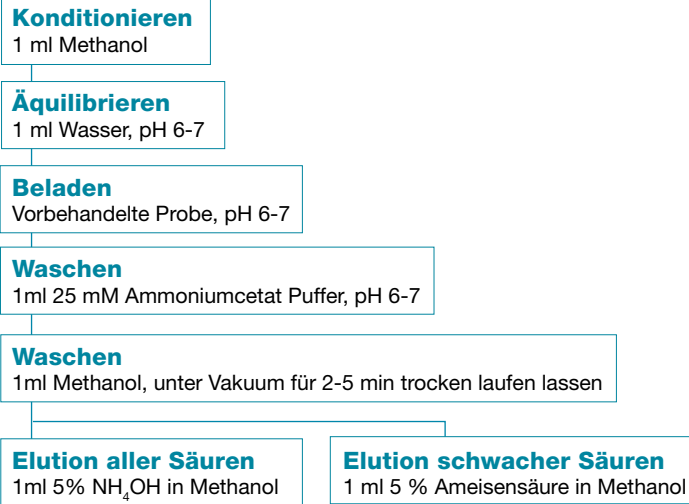 Konditionieren
1 ml Methanol
Äquilibrieren
1 ml Wasser, pH 6-7
Beladen
Vorbehandelte Probe, pH 6-7
Waschen
1ml 25 mM Ammoniumcetat Puffer, pH 6-7
Waschen
1ml Methanol, unter Vakuum für 2-5 min trocken laufen lassen
Elution aller Säuren
1ml 5% NH₄OH in Methanol
Elution schwacher Säuren
1 ml 5 % Ameisensäure in Methanol